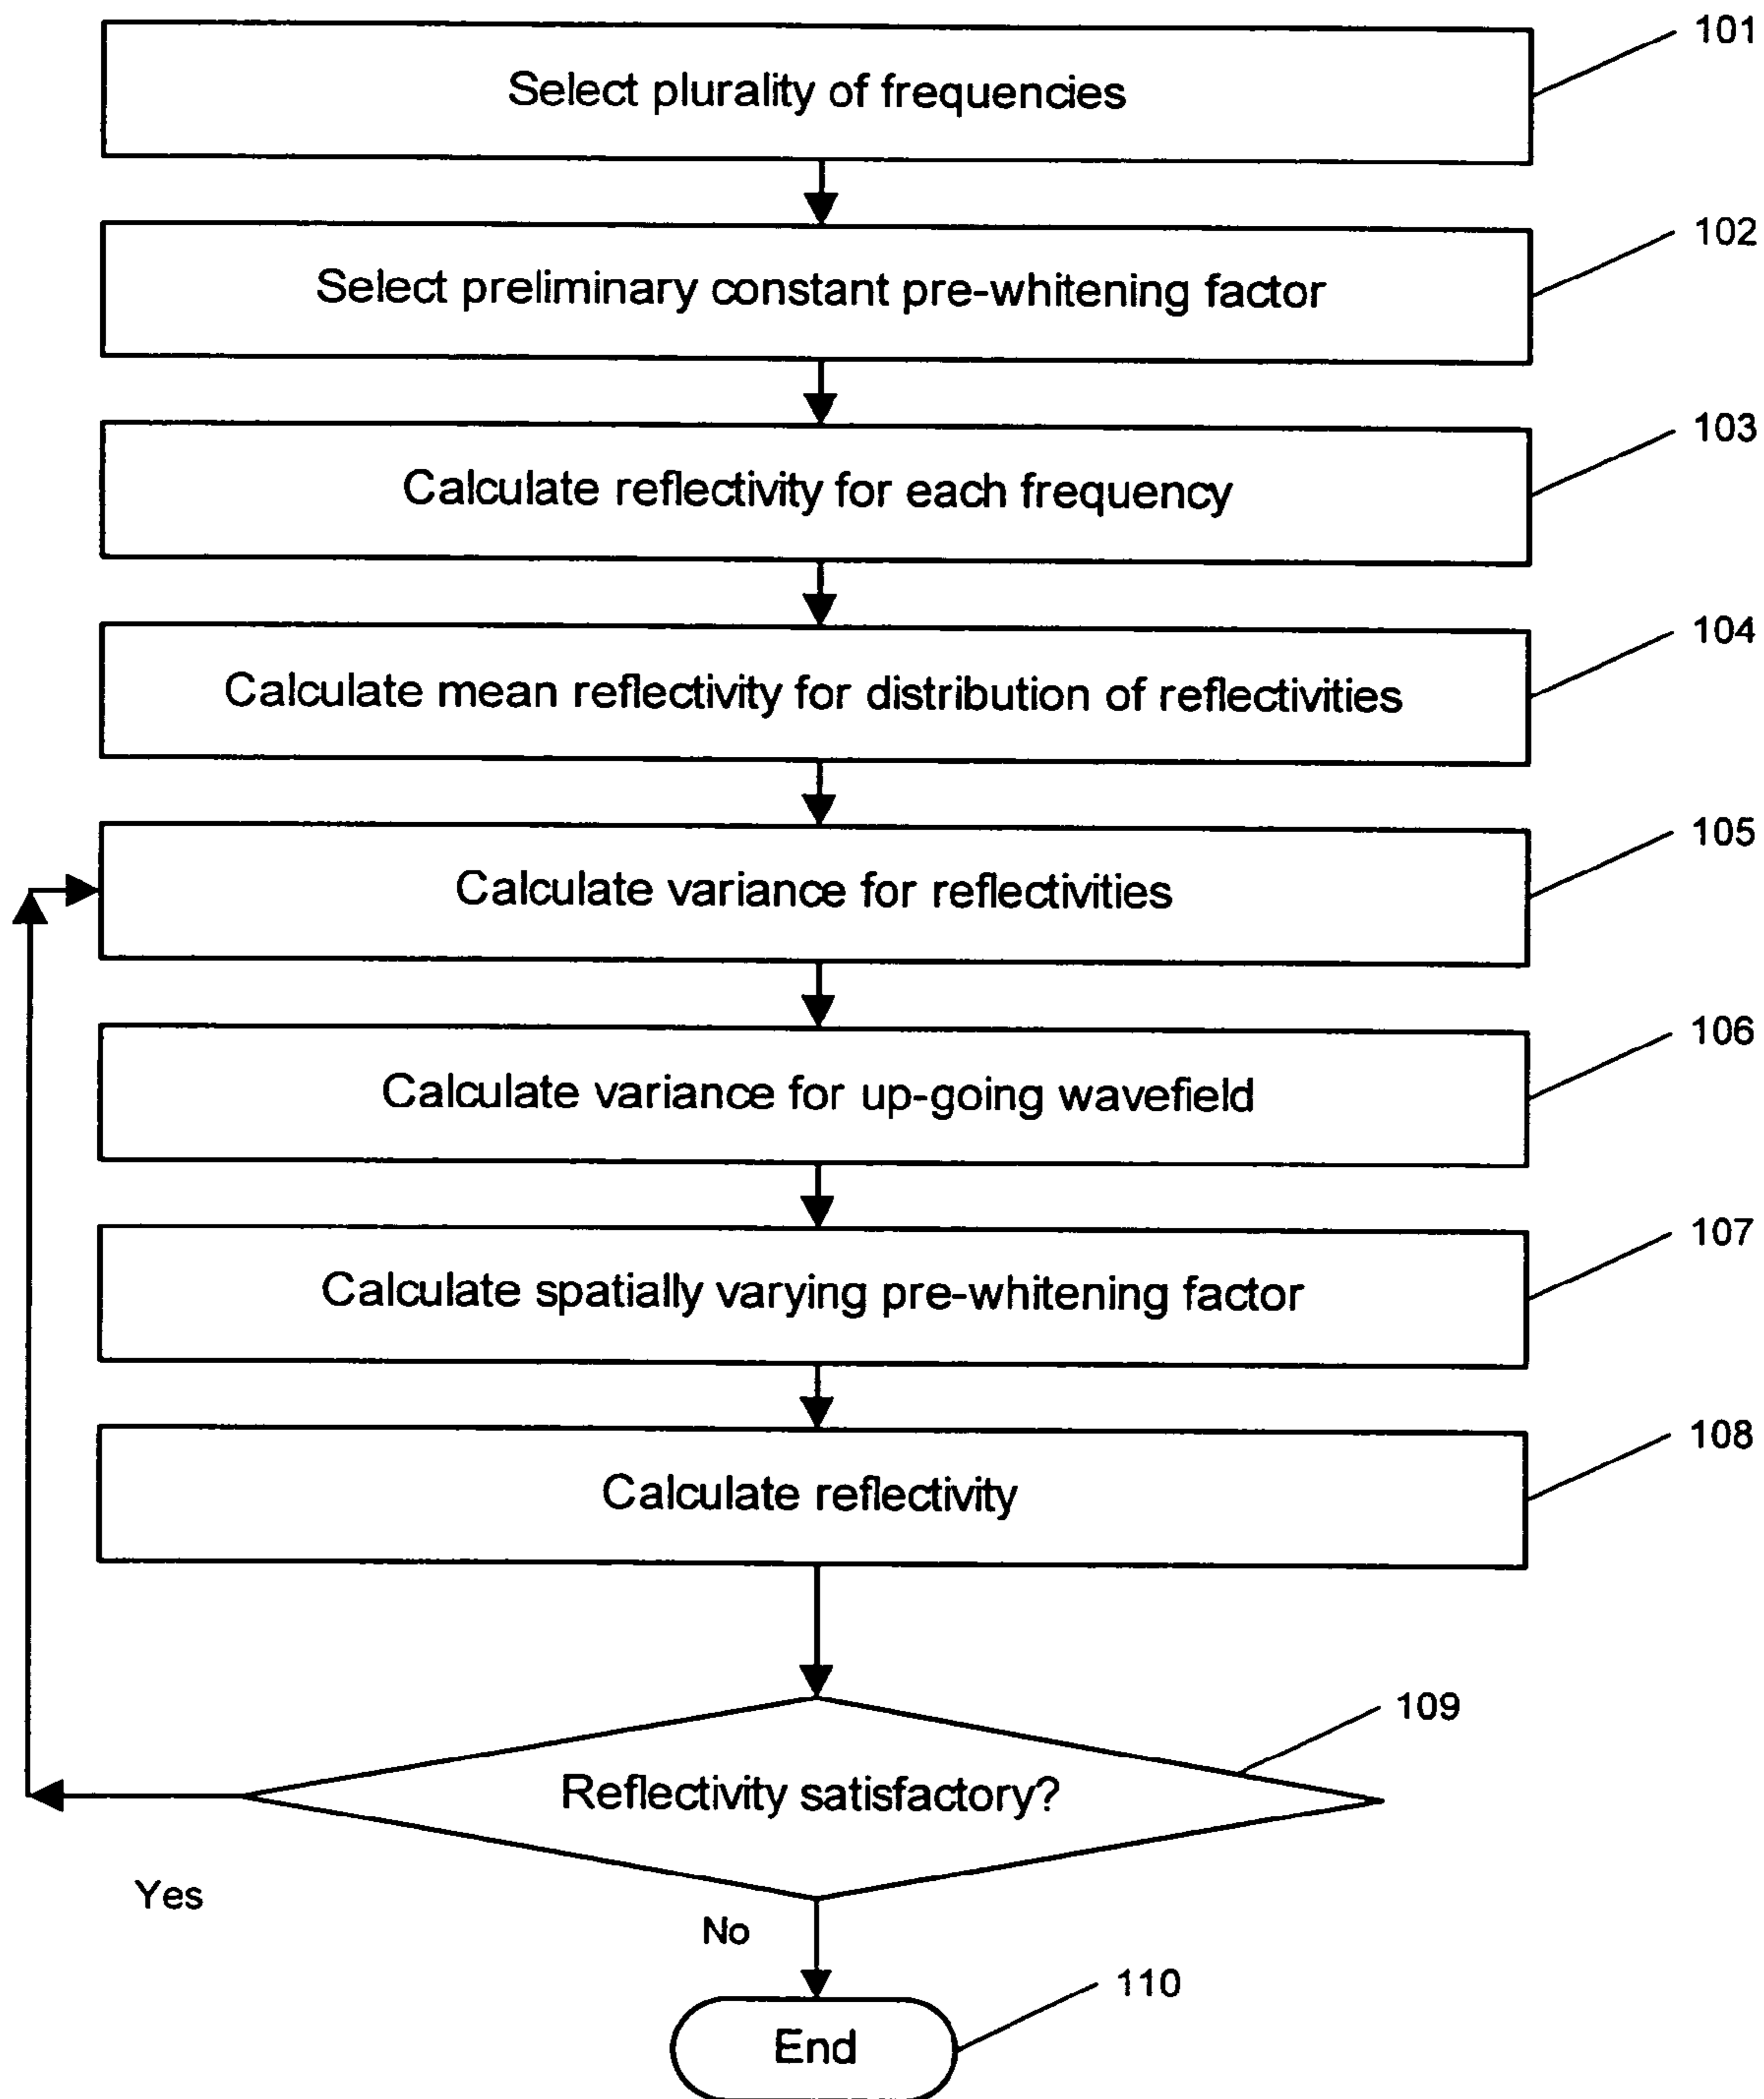 Select plurality of frequencies
101
Select preliminary constant pre-whitening factor
102
Calculate reflectivity for each frequency
103
Calculate mean reflectivity for distribution of reflectivities
104
Calculate variance for reflectivities
105
Calculate variance for up-going wavefield
106
Calculate spatially varying pre-whitening factor
107
Calculate reflectivity
108
Reflectivity satisfactory?
109
Yes
No
End
110